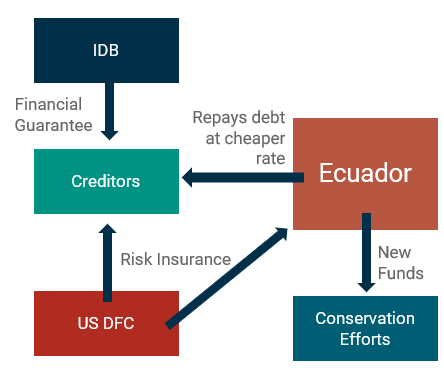 IDB
Financial
Guarantee
Repays debt
at cheaper
rate
Creditors
Ecuador
Risk Insurance
New
Funds
US DFC
Conservation
Efforts